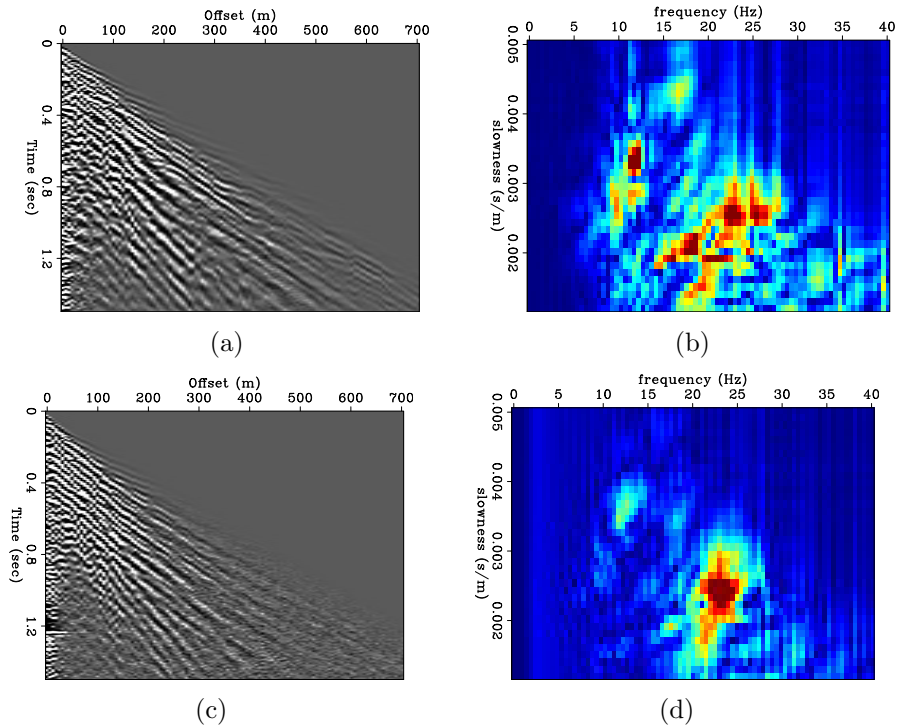 Offset (m)
0 100 200 300 400 500 600 700
0
0.4
0.8
1.2
Time (sec)
(a)
frequency (Hz)
0 5 10 15 20 25 30 35 40
0.005
0.004
0.003
0.002
slowness (s/m)
(b)
Offset (m)
0 100 200 300 400 500 600 700
0
0.4
0.8
1.2
Time (sec)
(c)
frequency (Hz)
0 5 10 15 20 25 30 35 40
0.005
0.004
0.003
0.002
slowness (s/m)
(d)